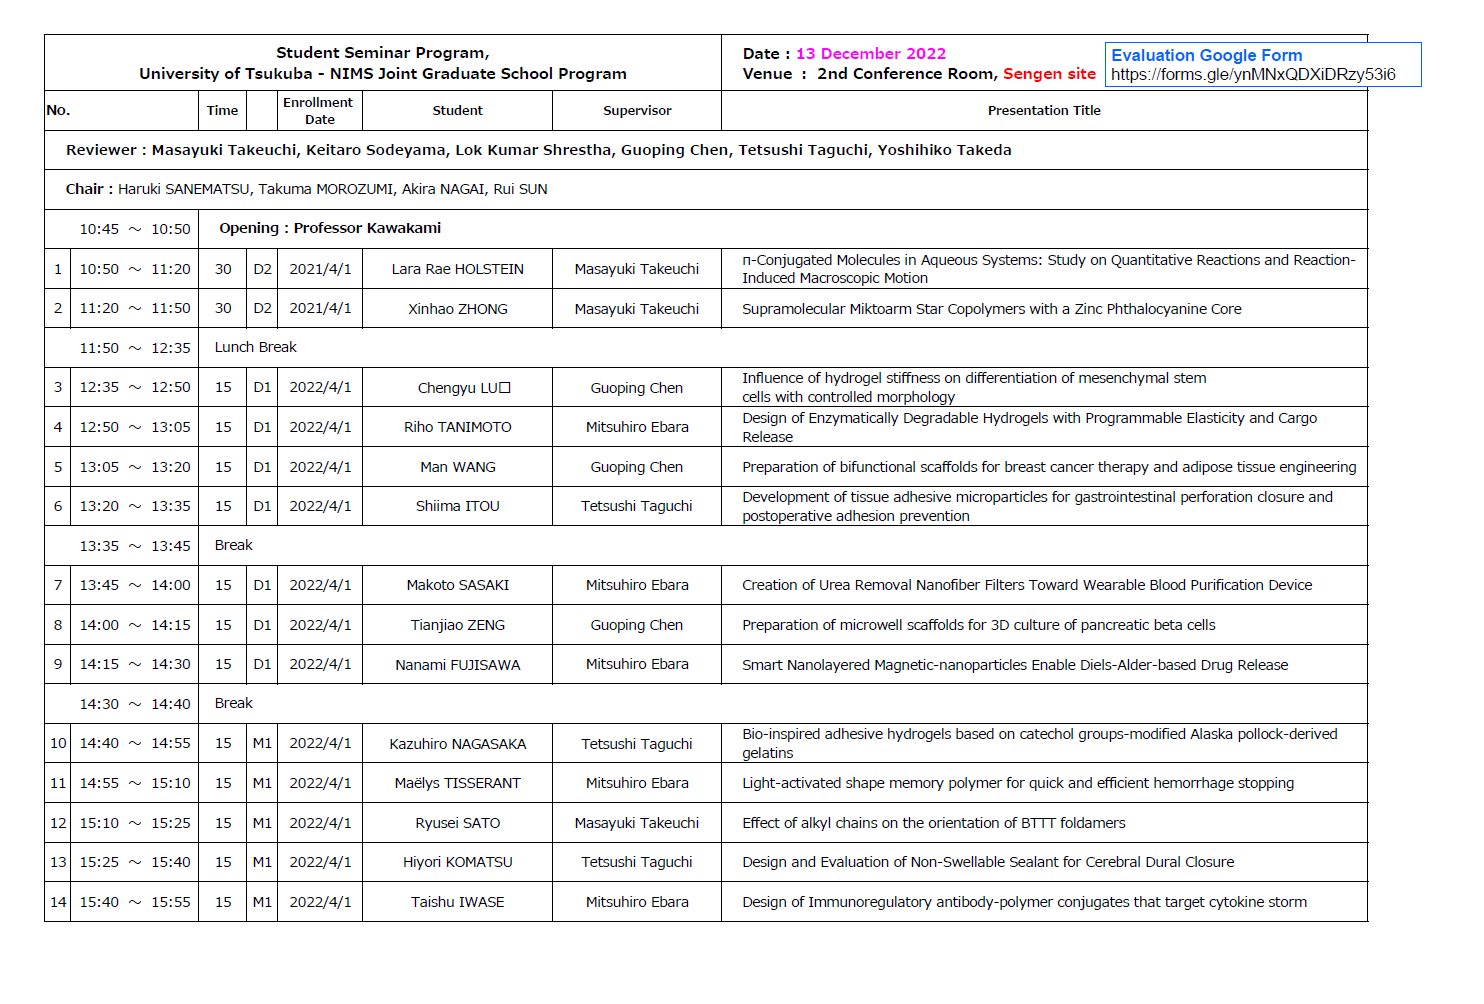 Student Seminar Program,
University of Tsukuba - NIMS Joint Graduate School Program
Date : 13 December 2022
Venue : 2nd Conference Room, Sengen site
Evaluation Google Form
https://forms.gle/ynMNxQDXiDRzy53i6
No. Time Enrollment Date Student Supervisor Presentation Title
Reviewer : Masayuki Takeuchi, Keitaro Sodeyama, Lok Kumar Shrestha, Guoping Chen, Tetsushi Taguchi, Yoshihiko Takeda
Chair : Haruki SANEMATSU, Takuma MOROZUMI, Akira NAGAI, Rui SUN
10:45 ～ 10:50 Opening : Professor Kawakami
1 10:50 ～ 11:20 30 D2 2021/4/1 Lara Rae HOLSTEIN Masayuki Takeuchi π-Conjugated Molecules in Aqueous Systems: Study on Quantitative Reactions and Reaction-
Induced Macroscopic Motion
2 11:20 ～ 11:50 30 D2 2021/4/1 Xinhao ZHONG Masayuki Takeuchi Supramolecular Miktoarm Star Copolymers with a Zinc Phthalocyanine Core
11:50 ～ 12:35 Lunch Break
3 12:35 ～ 12:50 15 D1 2022/4/1 Chengyu LU□ Guoping Chen Influence of hydrogel stiffness on differentiation of mesenchymal stem
cells with controlled morphology
4 12:50 ～ 13:05 15 D1 2022/4/1 Riho TANIMOTO Mitsuhiro Ebara Design of Enzymatically Degradable Hydrogels with Programmable Elasticity and Cargo
Release
5 13:05 ～ 13:20 15 D1 2022/4/1 Man WANG Guoping Chen Preparation of bifunctional scaffolds for breast cancer therapy and adipose tissue engineering
6 13:20 ～ 13:35 15 D1 2022/4/1 Shiima ITOU Tetsushi Taguchi Development of tissue adhesive microparticles for gastrointestinal perforation closure and
postoperative adhesion prevention
13:35 ～ 13:45 Break
7 13:45 ～ 14:00 15 D1 2022/4/1 Makoto SASAKI Mitsuhiro Ebara Creation of Urea Removal Nanofiber Filters Toward Wearable Blood Purification Device
8 14:00 ～ 14:15 15 D1 2022/4/1 Tianjiao ZENG Guoping Chen Preparation of microwell scaffolds for 3D culture of pancreatic beta cells
9 14:15 ～ 14:30 15 D1 2022/4/1 Nanami FUJISAWA Mitsuhiro Ebara Smart Nanolayered Magnetic-nanoparticles Enable Diels-Alder-based Drug Release
14:30 ～ 14:40 Break
10 14:40 ～ 14:55 15 M1 2022/4/1 Kazuhiro NAGASAKA Tetsushi Taguchi Bio-inspired adhesive hydrogels based on catechol groups-modified Alaska pollock-derived
gelatins
11 14:55 ～ 15:10 15 M1 2022/4/1 Maëlys TISSERANT Mitsuhiro Ebara Light-activated shape memory polymer for quick and efficient hemorrhage stopping
12 15:10 ～ 15:25 15 M1 2022/4/1 Ryusei SATO Masayuki Takeuchi Effect of alkyl chains on the orientation of BTTT foldamers
13 15:25 ～ 15:40 15 M1 2022/4/1 Hiyori KOMATSU Tetsushi Taguchi Design and Evaluation of Non-Swellable Sealant for Cerebral Dural Closure
14 15:40 ～ 15:55 15 M1 2022/4/1 Taishu IWASE Mitsuhiro Ebara Design of Immunoregulatory antibody-polymer conjugates that target cytokine storm